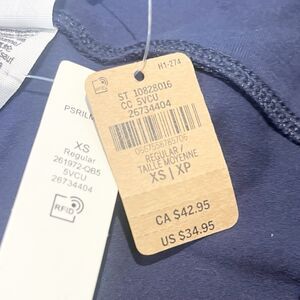 H1-274
ST 10828016
CC 5VCU
26734404
REGULAR /
TAILLE MOYENNE
XS | XP
CA $42.95
US $34.95
PSRILK
XS
Regular
261972-QB5
5VCU
26734404
RFID